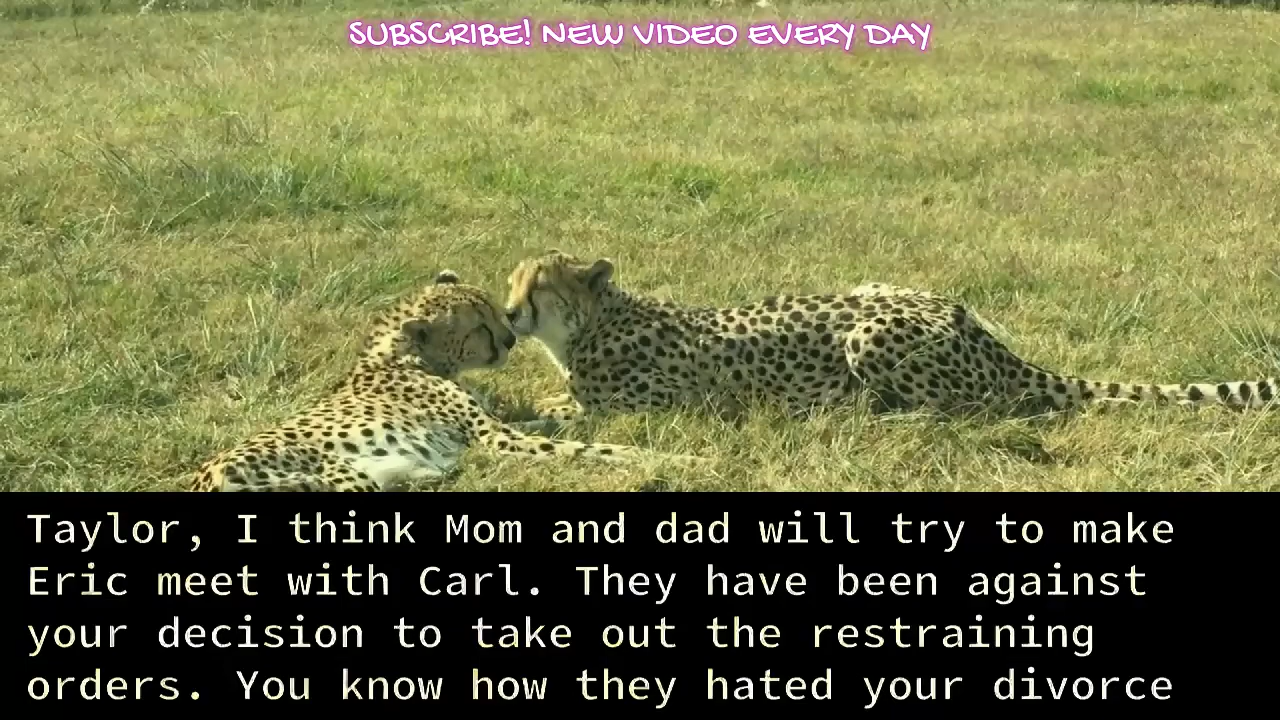 SUBSCRIBE! NEW VIDEO EVERY DAY
Taylor, I think Mom and dad will try to make
Eric meet with Carl. They have been against
your decision to take out the restraining
orders. You know how they hated your divorce